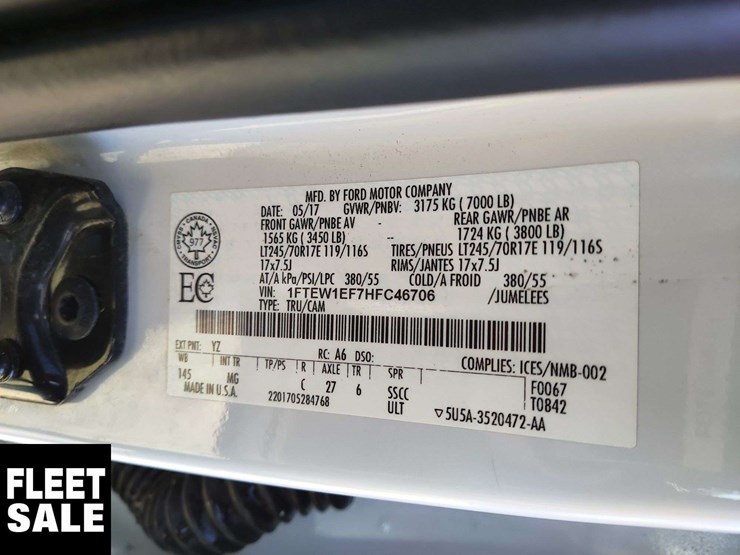 MFD. BY FORD MOTOR COMPANY
DATE: 05/17 GVWR/PNBV: 3175 KG ( 7000 LB)
FRONT GAWR/PNBE AV REAR GAWR/PNBE AR
1565 KG ( 3450 LB) 1724 KG ( 3800 LB)
LT245/70R17E 119/116S TIRES/PNEUS LT245/70R17E 119/116S
17x7.5J RIMS/JANTES 17x7.5J
AT/A kPa/PSI/LPC 380/55 COLD/A FROID 380/55
VIN: 1FTEW1EF7HFC46706 /JUMELEES
TYPE: TRU/CAM
CANADA
977
TRANSPORT
EC
EXT PNT: YZ RC: A6 DSO: COMPLIES: ICES/NMB-002
WB INT TR TP/PS R AXLE TR SPR F0067
145 MG C 27 6 SSCC T0842
MADE IN U.S.A. 2201705284768 ULT ▽5U5A-3520472-AA
FLEET
SALE